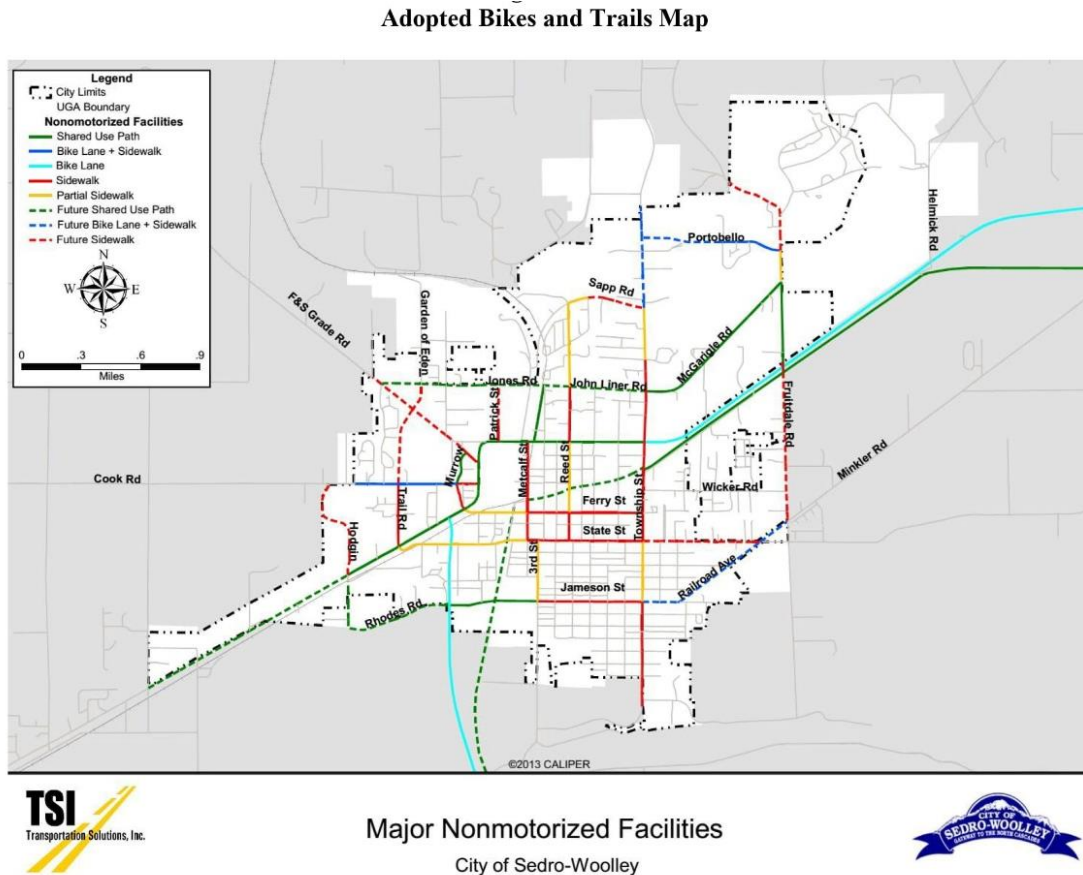 Adopted Bikes and Trails Map
Legend
City Limits
UGA Boundary
Nonomotorized Facilities
Shared Use Path
Bike Lane + Sidewalk
Bike Lane
Sidewalk
Partial Sidewalk
Future Shared Use Path
Future Bike Lane + Sidewalk
Future Sidewalk
N
W E
S
0 .3 .6 .9
Miles
Helmick Rd
Portobello
Sapp Rd
F&S Grade Rd
Garden of Eden
McGarigle Rd
Jones Rd
John Liner Rd
Patrick St
Fruitdale Rd
Metcalf St
Reed St
Murrow
Minkler Rd
Cook Rd
Trail Rd
Wicker Rd
Ferry St
Township St
State St
Hodgin
3rd St
Jameson St
Railroad Ave
Rhodes Rd
©2013 CALIPER
TSI
Transportation Solutions, Inc.
Major Nonmotorized Facilities
City of Sedro-Woolley
CITY OF
SEDRO-WOOLLEY
GATEWAY TO THE NORTH CASCADES